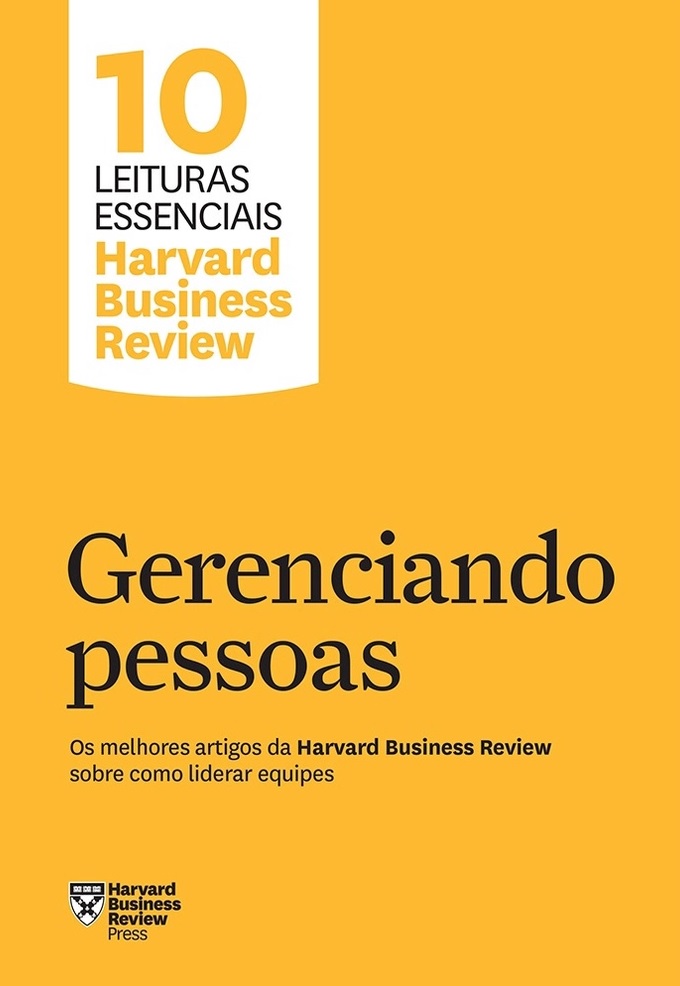 10
LEITURAS
ESSENCIAIS
Harvard
Business
Review
Gerenciando
pessoas
Os melhores artigos da Harvard Business Review
sobre como liderar equipes
Harvard
Business
Review
Press